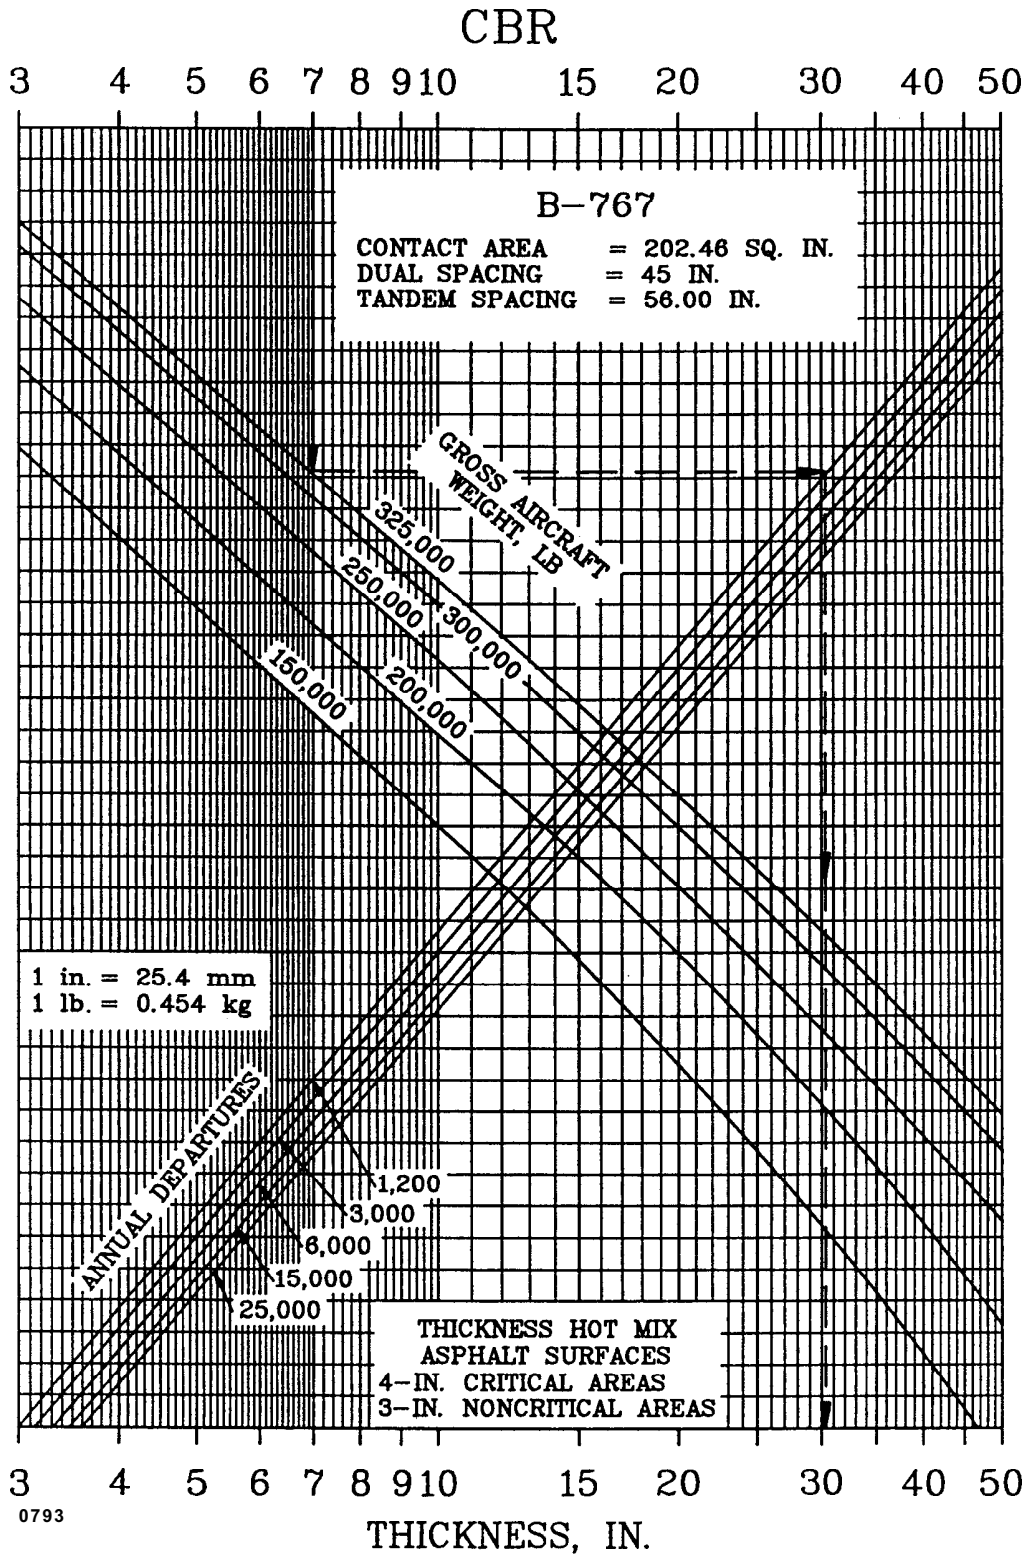 CBR
3 4 5 6 7 8 9 10 15 20 30 40 50
B-767
CONTACT AREA = 202.46 SQ. IN.
DUAL SPACING = 45 IN.
TANDEM SPACING = 56.00 IN.
GROSS AIRCRAFT
WEIGHT, LB
325,000
300,000
250,000
200,000
150,000
1 in. = 25.4 mm
1 lb. = 0.454 kg
ANNUAL DEPARTURES
1,200
3,000
6,000
15,000
25,000
THICKNESS HOT MIX
ASPHALT SURFACES
4-IN. CRITICAL AREAS
3-IN. NONCRITICAL AREAS
3 4 5 6 7 8 9 10 15 20 30 40 50
0793
THICKNESS, IN.